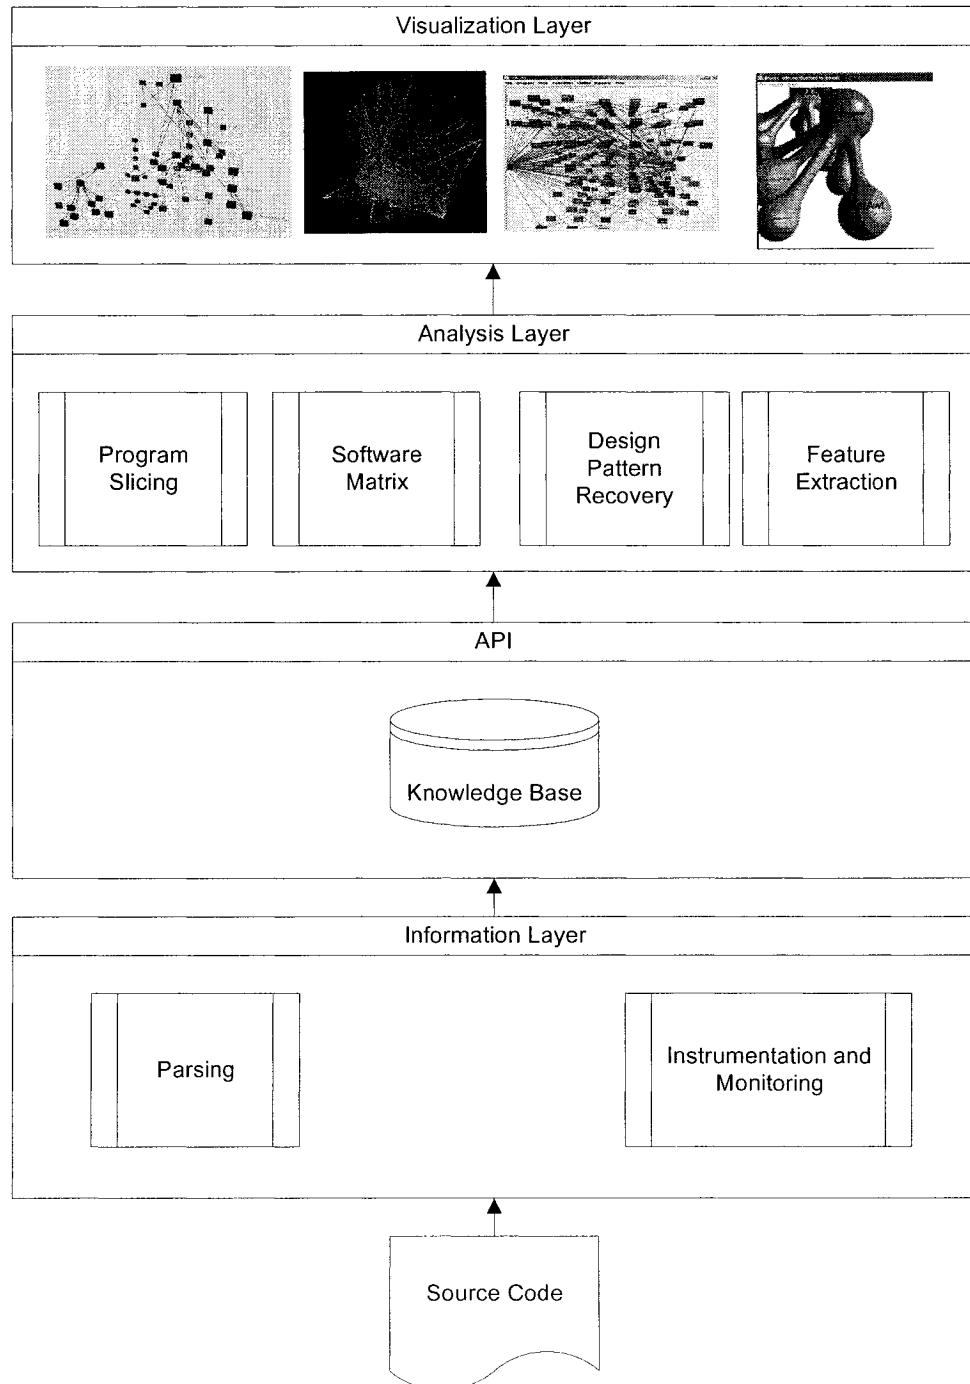 Visualization Layer
Analysis Layer
Program
Slicing
Software
Matrix
Design
Pattern
Recovery
Feature
Extraction
API
Knowledge Base
Information Layer
Parsing
Instrumentation and
Monitoring
Source Code